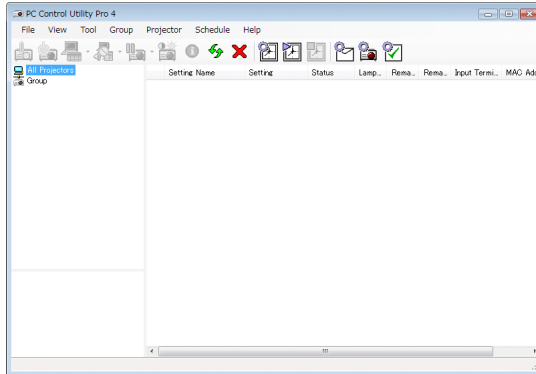 PC Control Utility Pro 4
File View Tool Group Projector Schedule Help
All Projectors
Group
Setting Name Setting Status Lamp... Rema... Rema... Input Termi... MAC Add